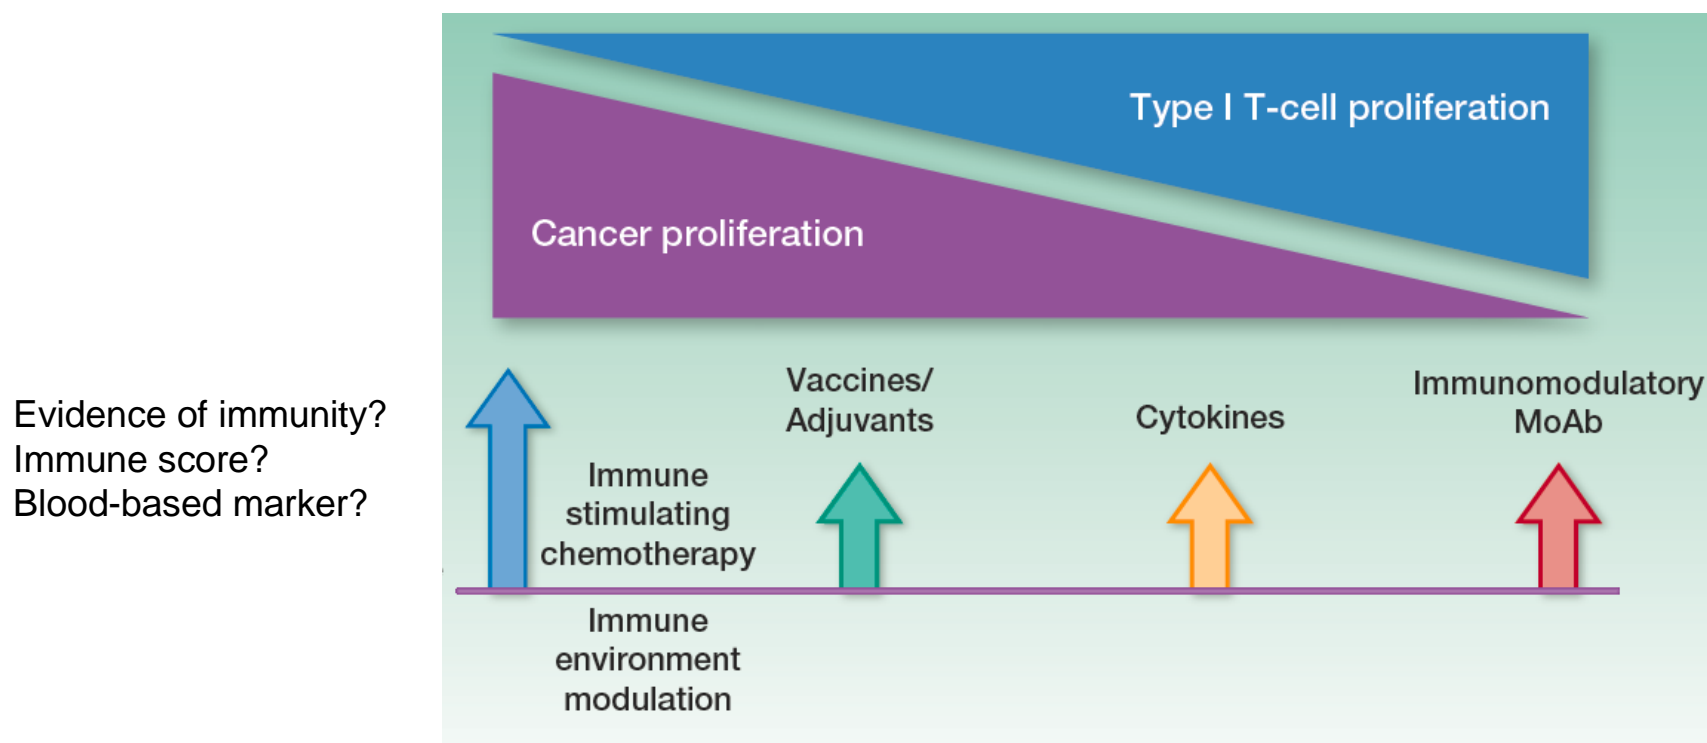 Type I T-cell proliferation
Cancer proliferation
Evidence of immunity?
Immune score?
Blood-based marker?
Immune
stimulating
chemotherapy
Vaccines/
Adjuvants
Cytokines
Immunomodulatory
MoAb
Immune
environment
modulation